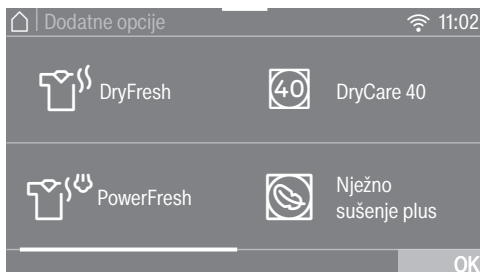 Dodatne opcije 11:02
DryFresh
40 DryCare 40
PowerFresh
Nježno
sušenje plus
OK